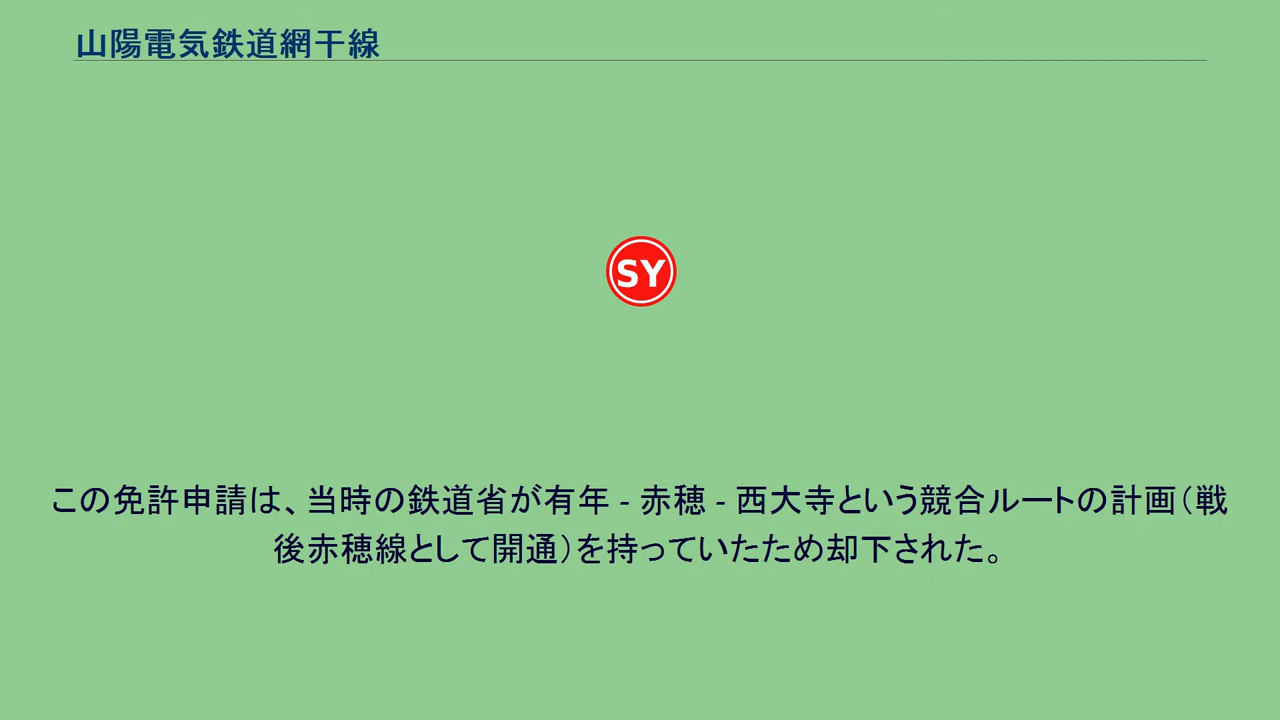 山陽電気鉄道網干線
SY
この免許申請は、当時の鉄道省が有年 - 赤穂 - 西大寺という競合ルートの計画（戦
後赤穂線として開通）を持っていたため却下された。